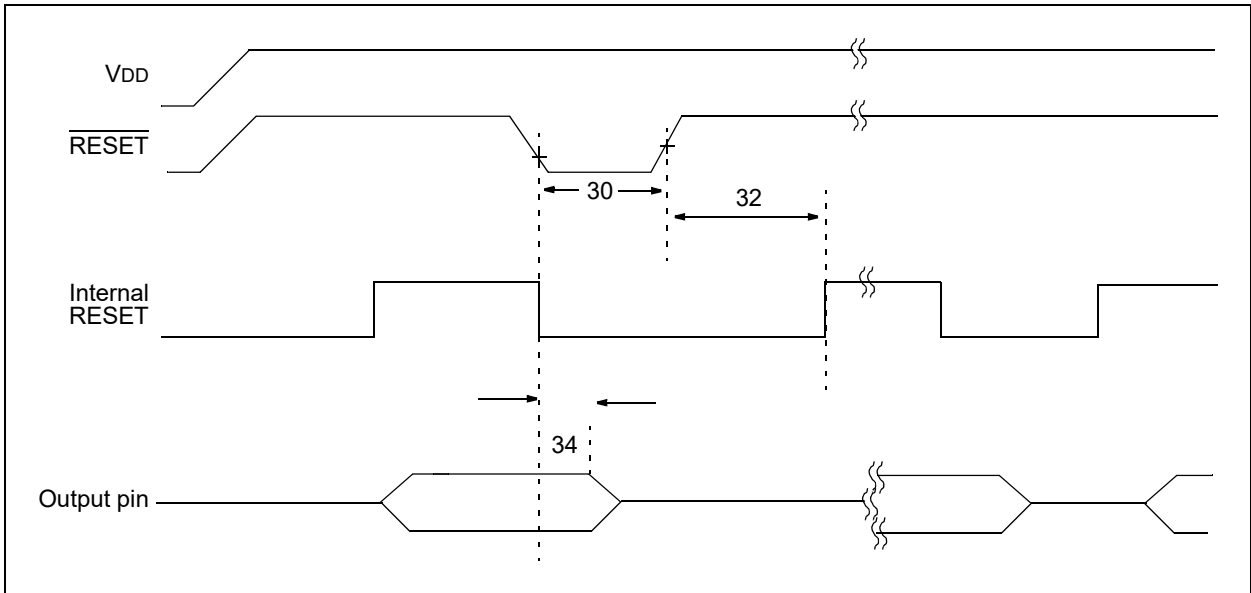 VDD
RESET
30
32
Internal
RESET
34
Output pin